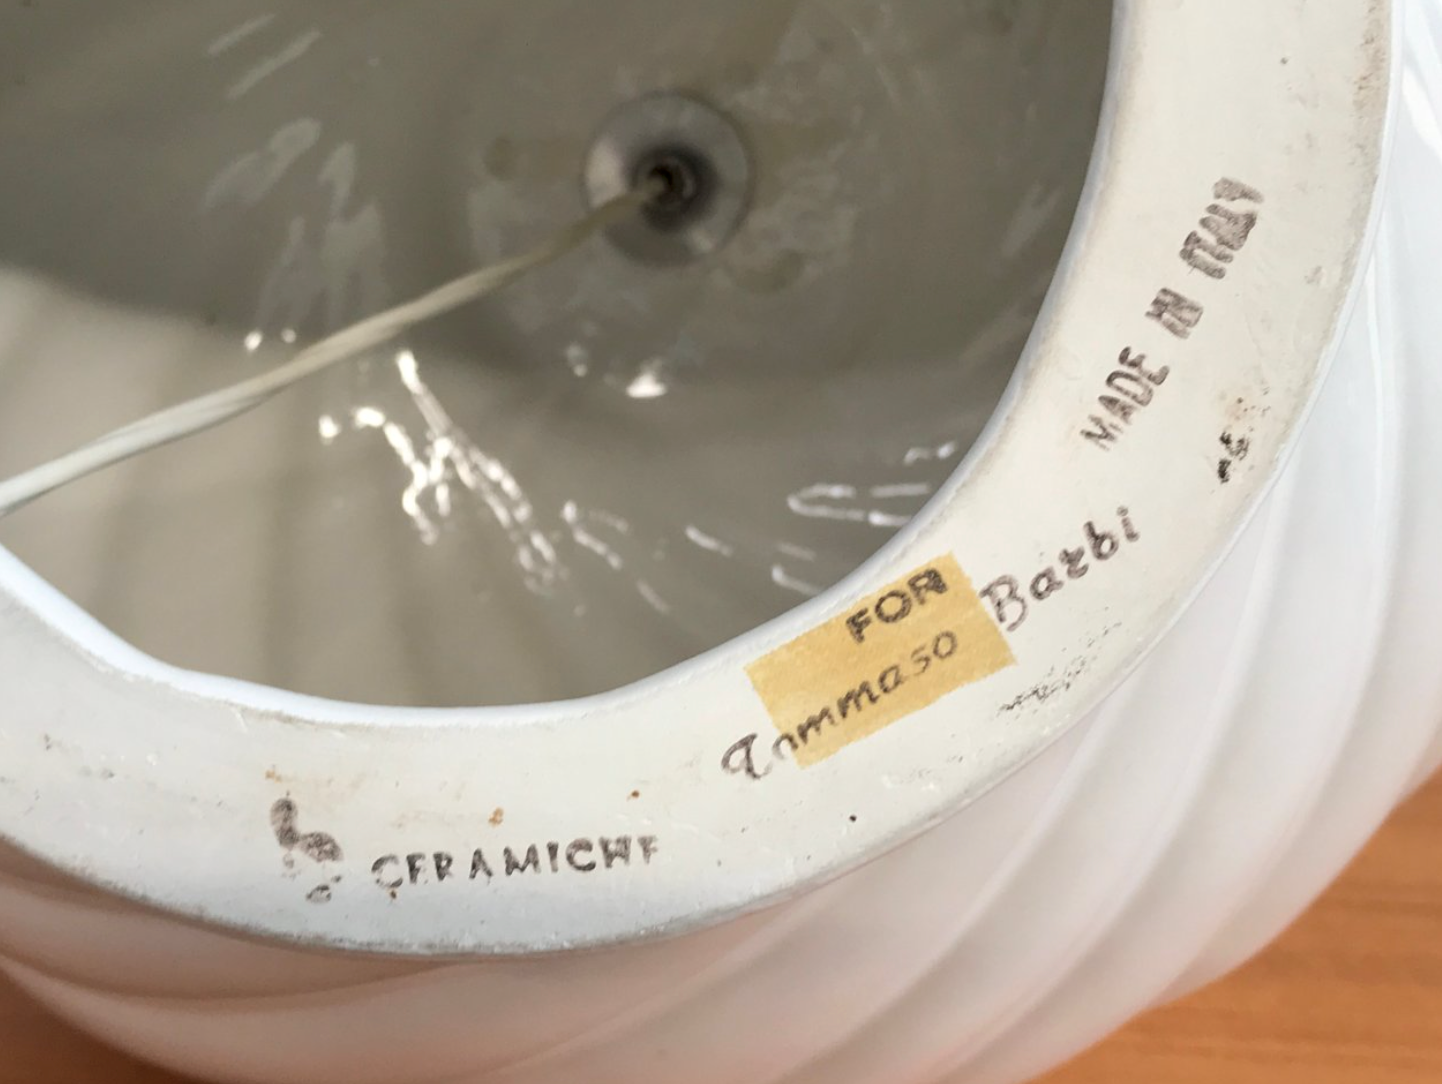 CERAMICHE
FOR
Tommaso Barbi
MADE IN ITALY